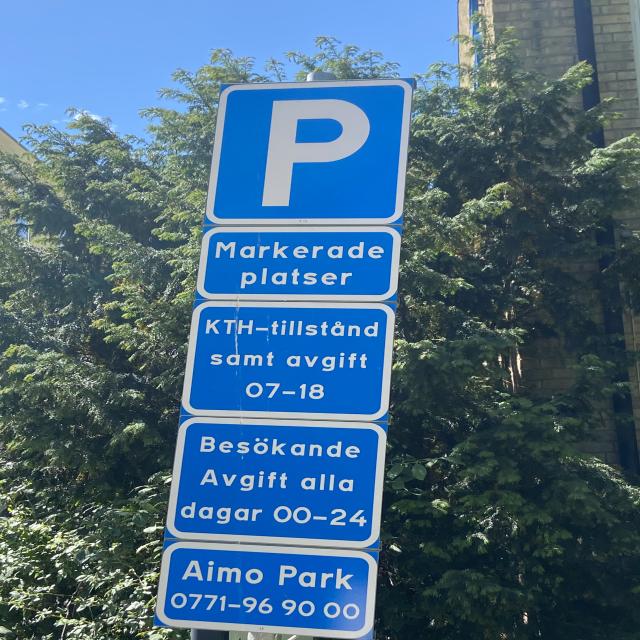 P
Markerade
platser
KTH-tillstånd
samt avgift
07-18
Besökande
Avgift alla
dagar 00-24
Aimo Park
0771-96 90 00